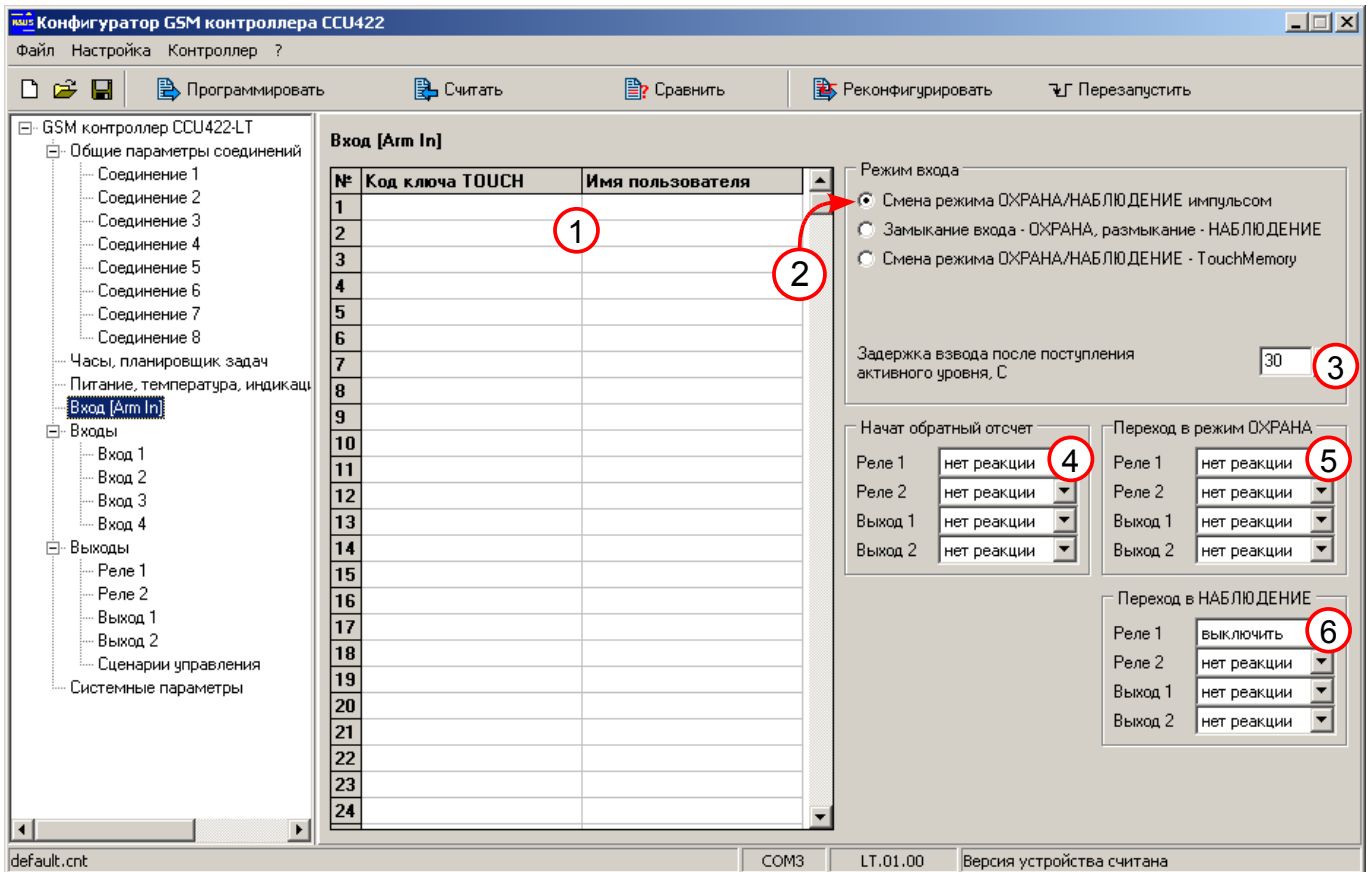 Конфигуратор GSM контроллера CCU422
Файл Настройка Контроллер ?
Программировать Считать Сравнить Реконфигурировать Перезапустить
GSM контроллер CCU422-LT
Общие параметры соединений
Соединение 1
Соединение 2
Соединение 3
Соединение 4
Соединение 5
Соединение 6
Соединение 7
Соединение 8
Часы, планировщик задач
Питание, температура, индикаци
Вход [Arm In]
Входы
Вход 1
Вход 2
Вход 3
Вход 4
Выходы
Реле 1
Реле 2
Выход 1
Выход 2
Сценарии управления
Системные параметры
Вход [Arm In]
№ Код ключа TOUCH Имя пользователя
1
2
3
4
5
6
7
8
9
10
11
12
13
14
15
16
17
18
19
20
21
22
23
24
1
2
Режим входа
Смена режима ОХРАНА/НАБЛЮДЕНИЕ импульсом
Замыкание входа - ОХРАНА, размыкание - НАБЛЮДЕНИЕ
Смена режима ОХРАНА/НАБЛЮДЕНИЕ - TouchMemory
Задержка взвода после поступления
активного уровня, С
30
3
Начат обратный отсчет
Реле 1 нет реакции 4
Реле 2 нет реакции
Выход 1 нет реакции
Выход 2 нет реакции
Переход в режим ОХРАНА
Реле 1 нет реакции 5
Реле 2 нет реакции
Выход 1 нет реакции
Выход 2 нет реакции
Переход в НАБЛЮДЕНИЕ
Реле 1 выключить 6
Реле 2 нет реакции
Выход 1 нет реакции
Выход 2 нет реакции
default.cnt COM3 LT.01.00 Версия устройства считана